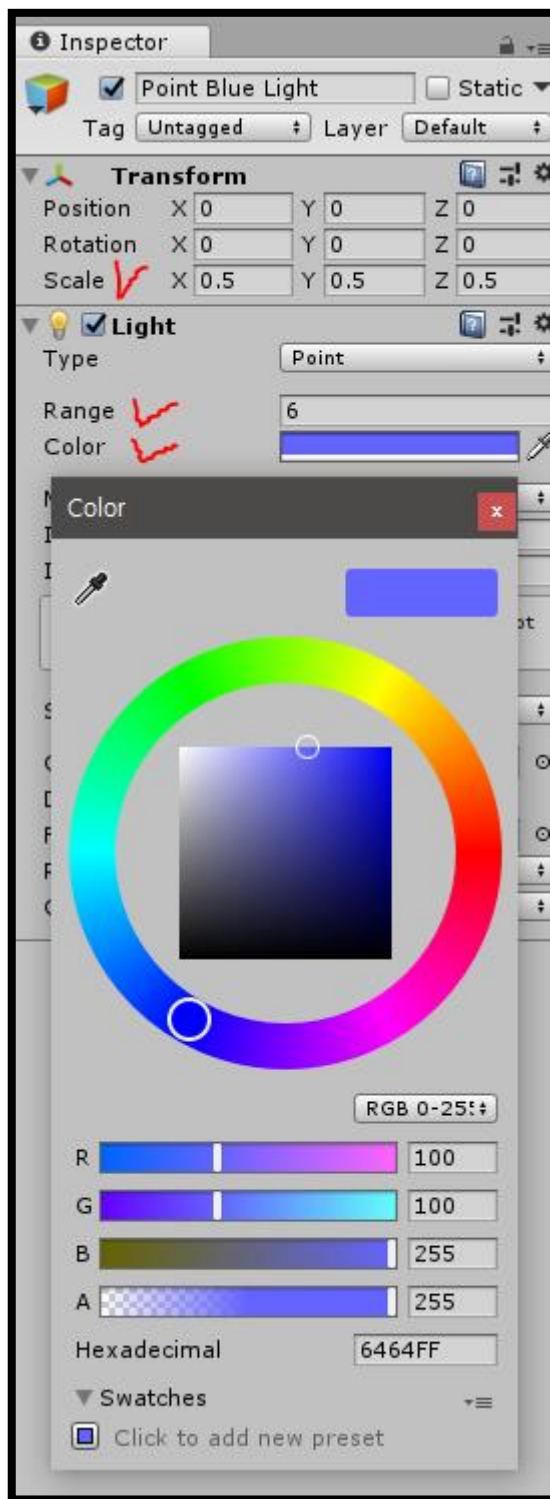 Inspector
Point Blue Light Static
Tag Untagged Layer Default
Transform
Position X 0 Y 0 Z 0
Rotation X 0 Y 0 Z 0
Scale X 0.5 Y 0.5 Z 0.5
Light
Type Point
Range 6
Color
Color x
RGB 0-25
R 100
G 100
B 255
A 255
Hexadecimal 6464FF
Swatches
Click to add new preset